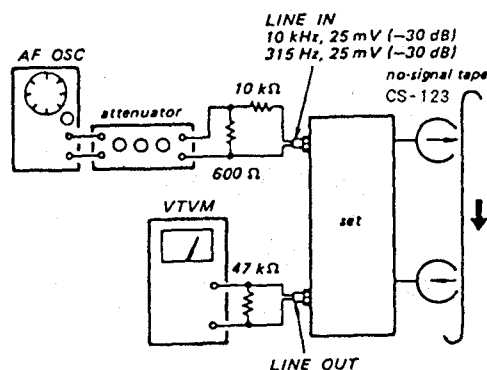 LINE IN
10 kHz, 25 mV (-30 dB)
315 Hz, 25 mV (-30 dB)
AF OSC
no-signal tape
CS-123
10 kΩ
attenuator
600 Ω
set
VTVM
47 kΩ
LINE OUT